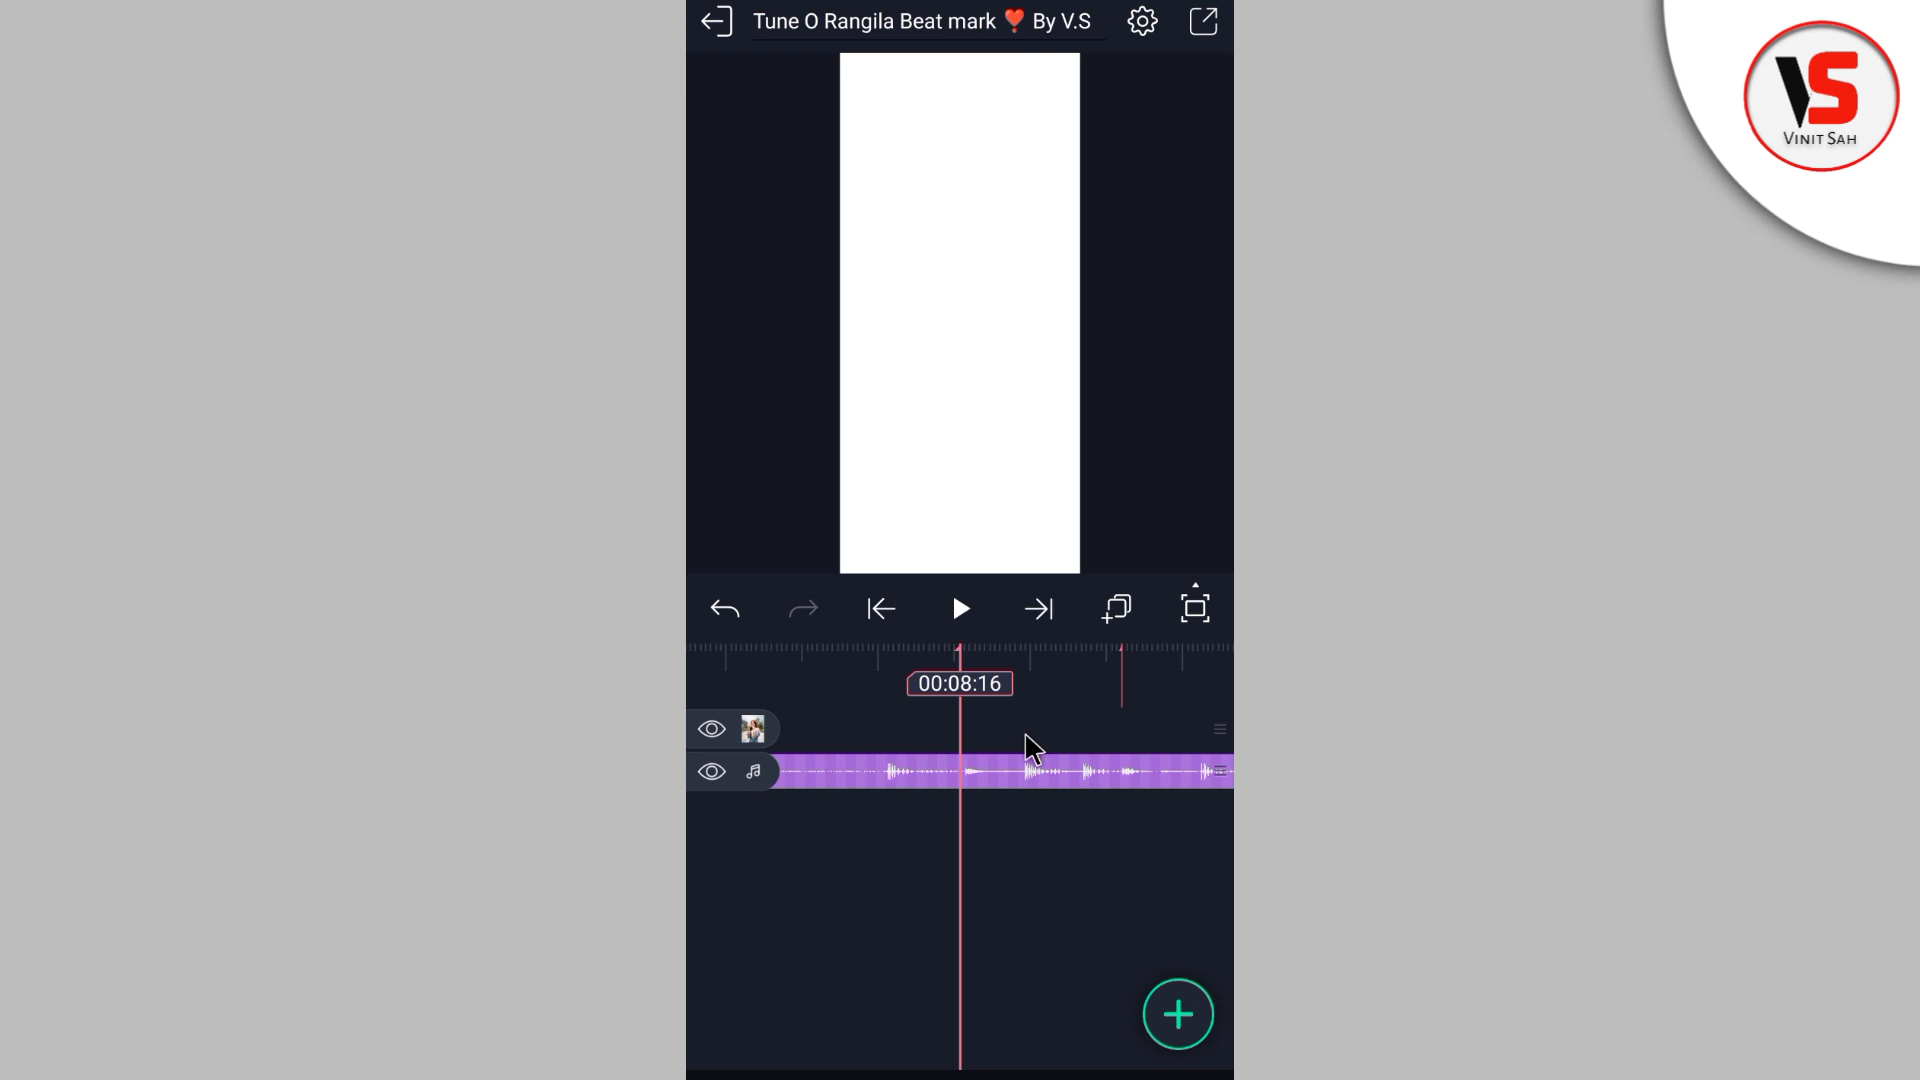 Tune O Rangila Beat mark ❣️ By V.S
VS
VINIT SAH
00:08:16